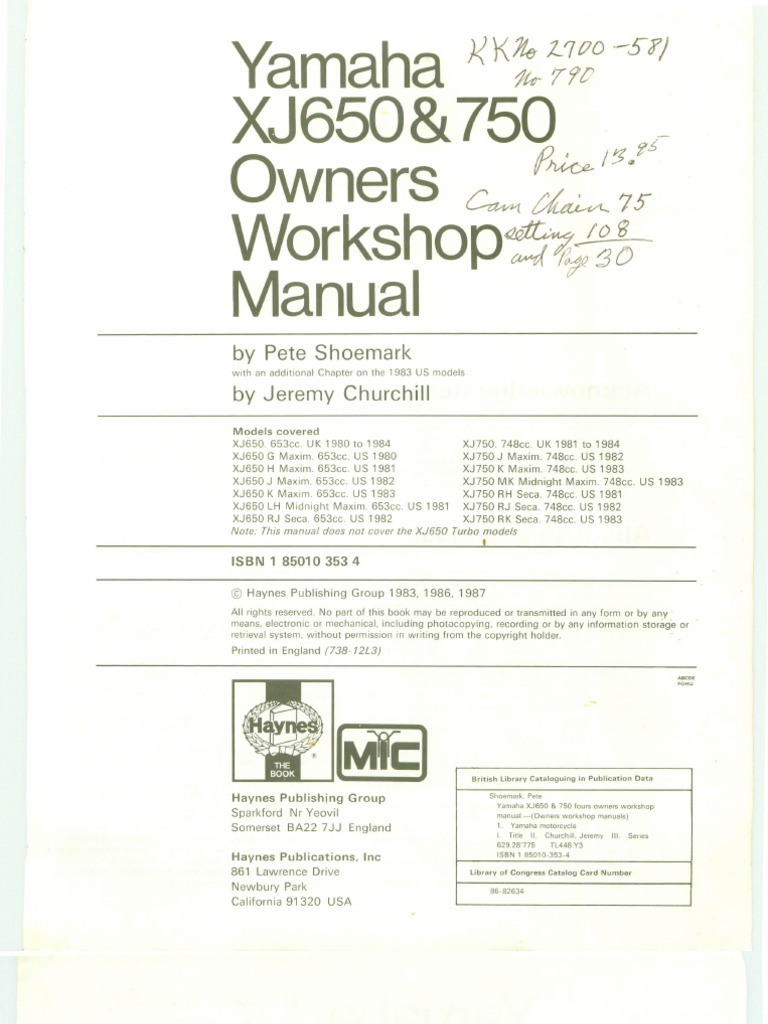 Yamaha
KKNo 2700-581
No 790
XJ650 & 750
Price 13.95
Owners
Cam Chain 75
Workshop
setting 108
and Page 30
Manual
by Pete Shoemark
with an additional Chapter on the 1983 US models
by Jeremy Churchill
Models covered
XJ650. 653cc. UK 1980 to 1984
XJ650 G Maxim. 653cc. US 1980
XJ650 H Maxim. 653cc. US 1981
XJ650 J Maxim. 653cc. US 1982
XJ650 K Maxim. 653cc. US 1983
XJ650 LH Midnight Maxim. 653cc. US 1981
XJ650 RJ Seca. 653cc. US 1982
XJ750. 748cc. UK 1981 to 1984
XJ750 J Maxim. 748cc. US 1982
XJ750 K Maxim. 748cc. US 1983
XJ750 MK Midnight Maxim. 748cc. US 1983
XJ750 RH Seca. 748cc. US 1981
XJ750 RJ Seca. 748cc. US 1982
XJ750 RK Seca. 748cc. US 1983
Note: This manual does not cover the XJ650 Turbo models
ISBN 1 85010 353 4
© Haynes Publishing Group 1983, 1986, 1987
All rights reserved. No part of this book may be reproduced or transmitted in any form or by any
means, electronic or mechanical, including photocopying, recording or by any information storage or
retrieval system, without permission in writing from the copyright holder.
Printed in England (738-12L3)
ABCDE
FGHIJ
Haynes
®
THE
BOOK
MIC
Haynes Publishing Group
Sparkford Nr Yeovil
Somerset BA22 7JJ England
Haynes Publications, Inc
861 Lawrence Drive
Newbury Park
California 91320 USA
British Library Cataloguing in Publication Data
Shoemark, Pete
Yamaha XJ650 & 750 fours owners workshop
manual.—(Owners workshop manuals)
1. Yamaha motorcycle
I. Title II. Churchill, Jeremy III. Series
629.28'775 TL448.Y3
ISBN 1 85010-353-4
Library of Congress Catalog Card Number
86-82634